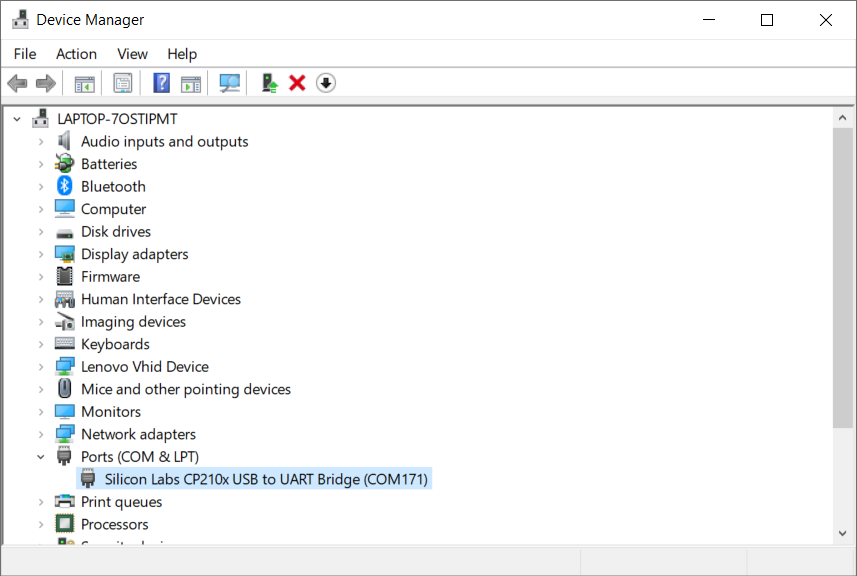 Device Manager
File Action View Help
LAPTOP-7OSTIPMT
Audio inputs and outputs
Batteries
Bluetooth
Computer
Disk drives
Display adapters
Firmware
Human Interface Devices
Imaging devices
Keyboards
Lenovo Vhid Device
Mice and other pointing devices
Monitors
Network adapters
Ports (COM & LPT)
Silicon Labs CP210x USB to UART Bridge (COM171)
Print queues
Processors